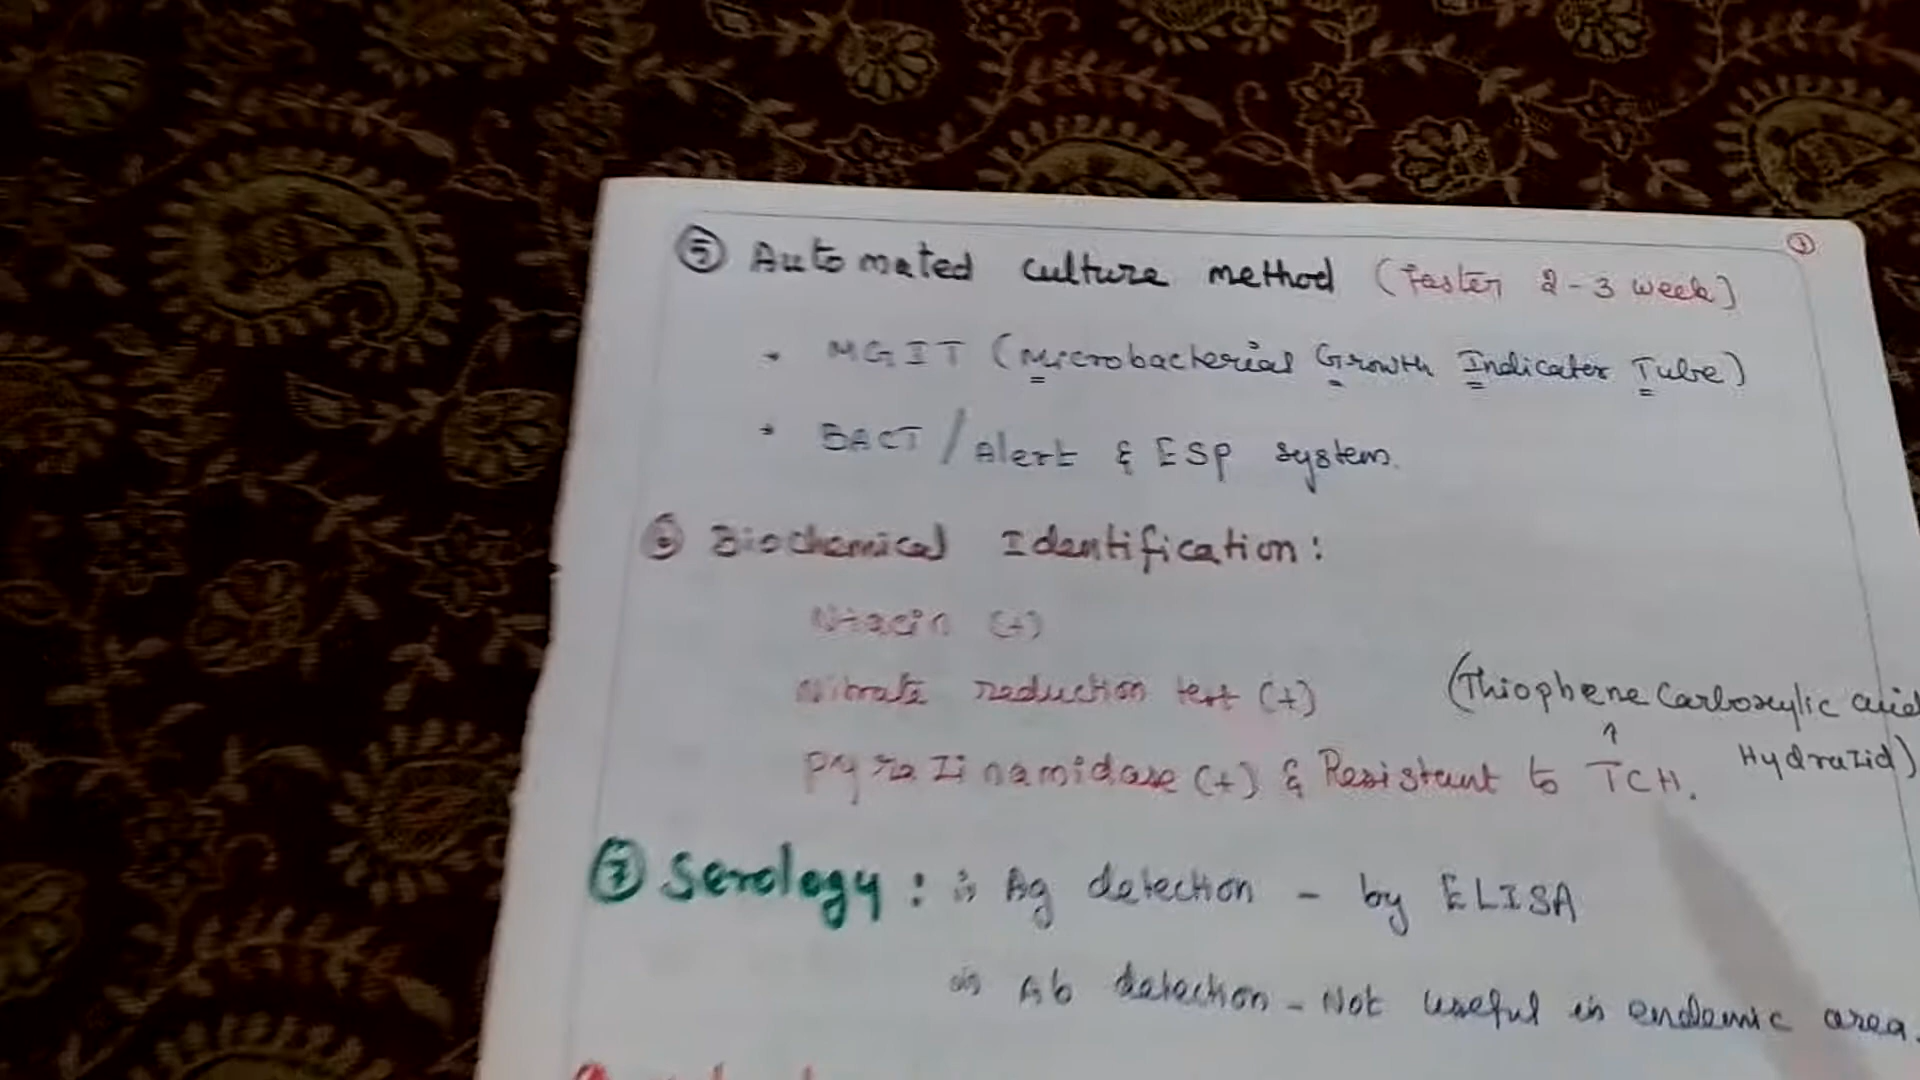 ⑤ Automated culture method (faster 2-3 week)
• MGIT (Microbacterial Growth Indicator Tube)
• BACT / Alert & ESP system.
⑥ Biochemical Identification:
Niacin (+)
Nitrate reduction test (+)
(Thiophene Carboxylic acid
Hydrazid)
↑
PyraZinamidase (+) & Resistant to TCH.
⑦ Serology: i) Ag detection - by ELISA
ii) Ab detection - Not useful in endemic area.